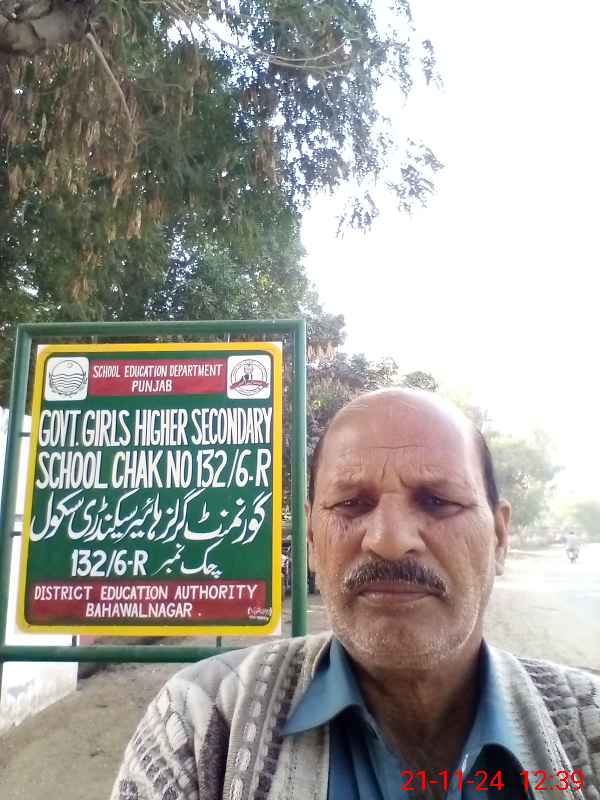 SCHOOL EDUCATION DEPARTMENT
PUNJAB
GOVT. GIRLS HIGHER SECONDARY
SCHOOL CHAK NO 132/6-R
گورنمنٹ گرلز ہائیر سیکنڈری سکول
چک نمبر 132/6-R
DISTRICT EDUCATION AUTHORITY
BAHAWALNAGAR.
21-11-24 12:39